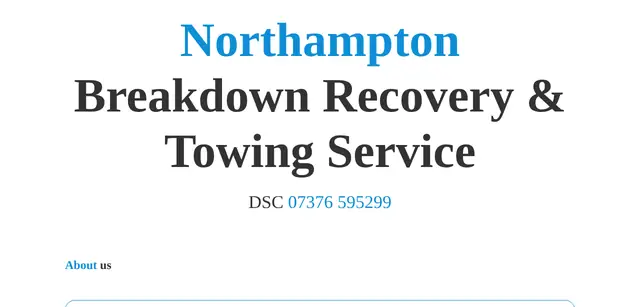 Northampton
Breakdown Recovery &
Towing Service
DSC 07376 595299
About us